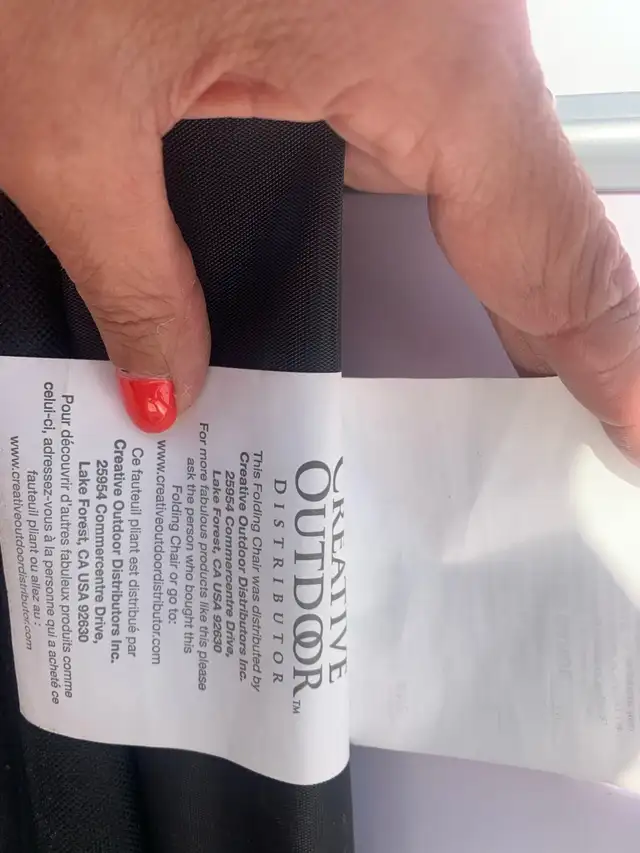 CREATIVE
OUTDOOR™
DISTRIBUTOR
This Folding Chair was distributed by
Creative Outdoor Distributors Inc.
25954 Commercentre Drive,
Lake Forest, CA USA 92630
For more fabulous products like this please
ask the person who bought this
Folding Chair or go to:
www.creativeoutdoordistributor.com
Ce fauteuil pliant est distribué par
Creative Outdoor Distributors Inc.
25954 Commercentre Drive,
Lake Forest, CA USA 92630
Pour découvrir d'autres fabuleux produits comme
celui-ci, adressez-vous à la personne qui a acheté ce
fauteuil pliant ou allez au :
www.creativeoutdoordistributor.com